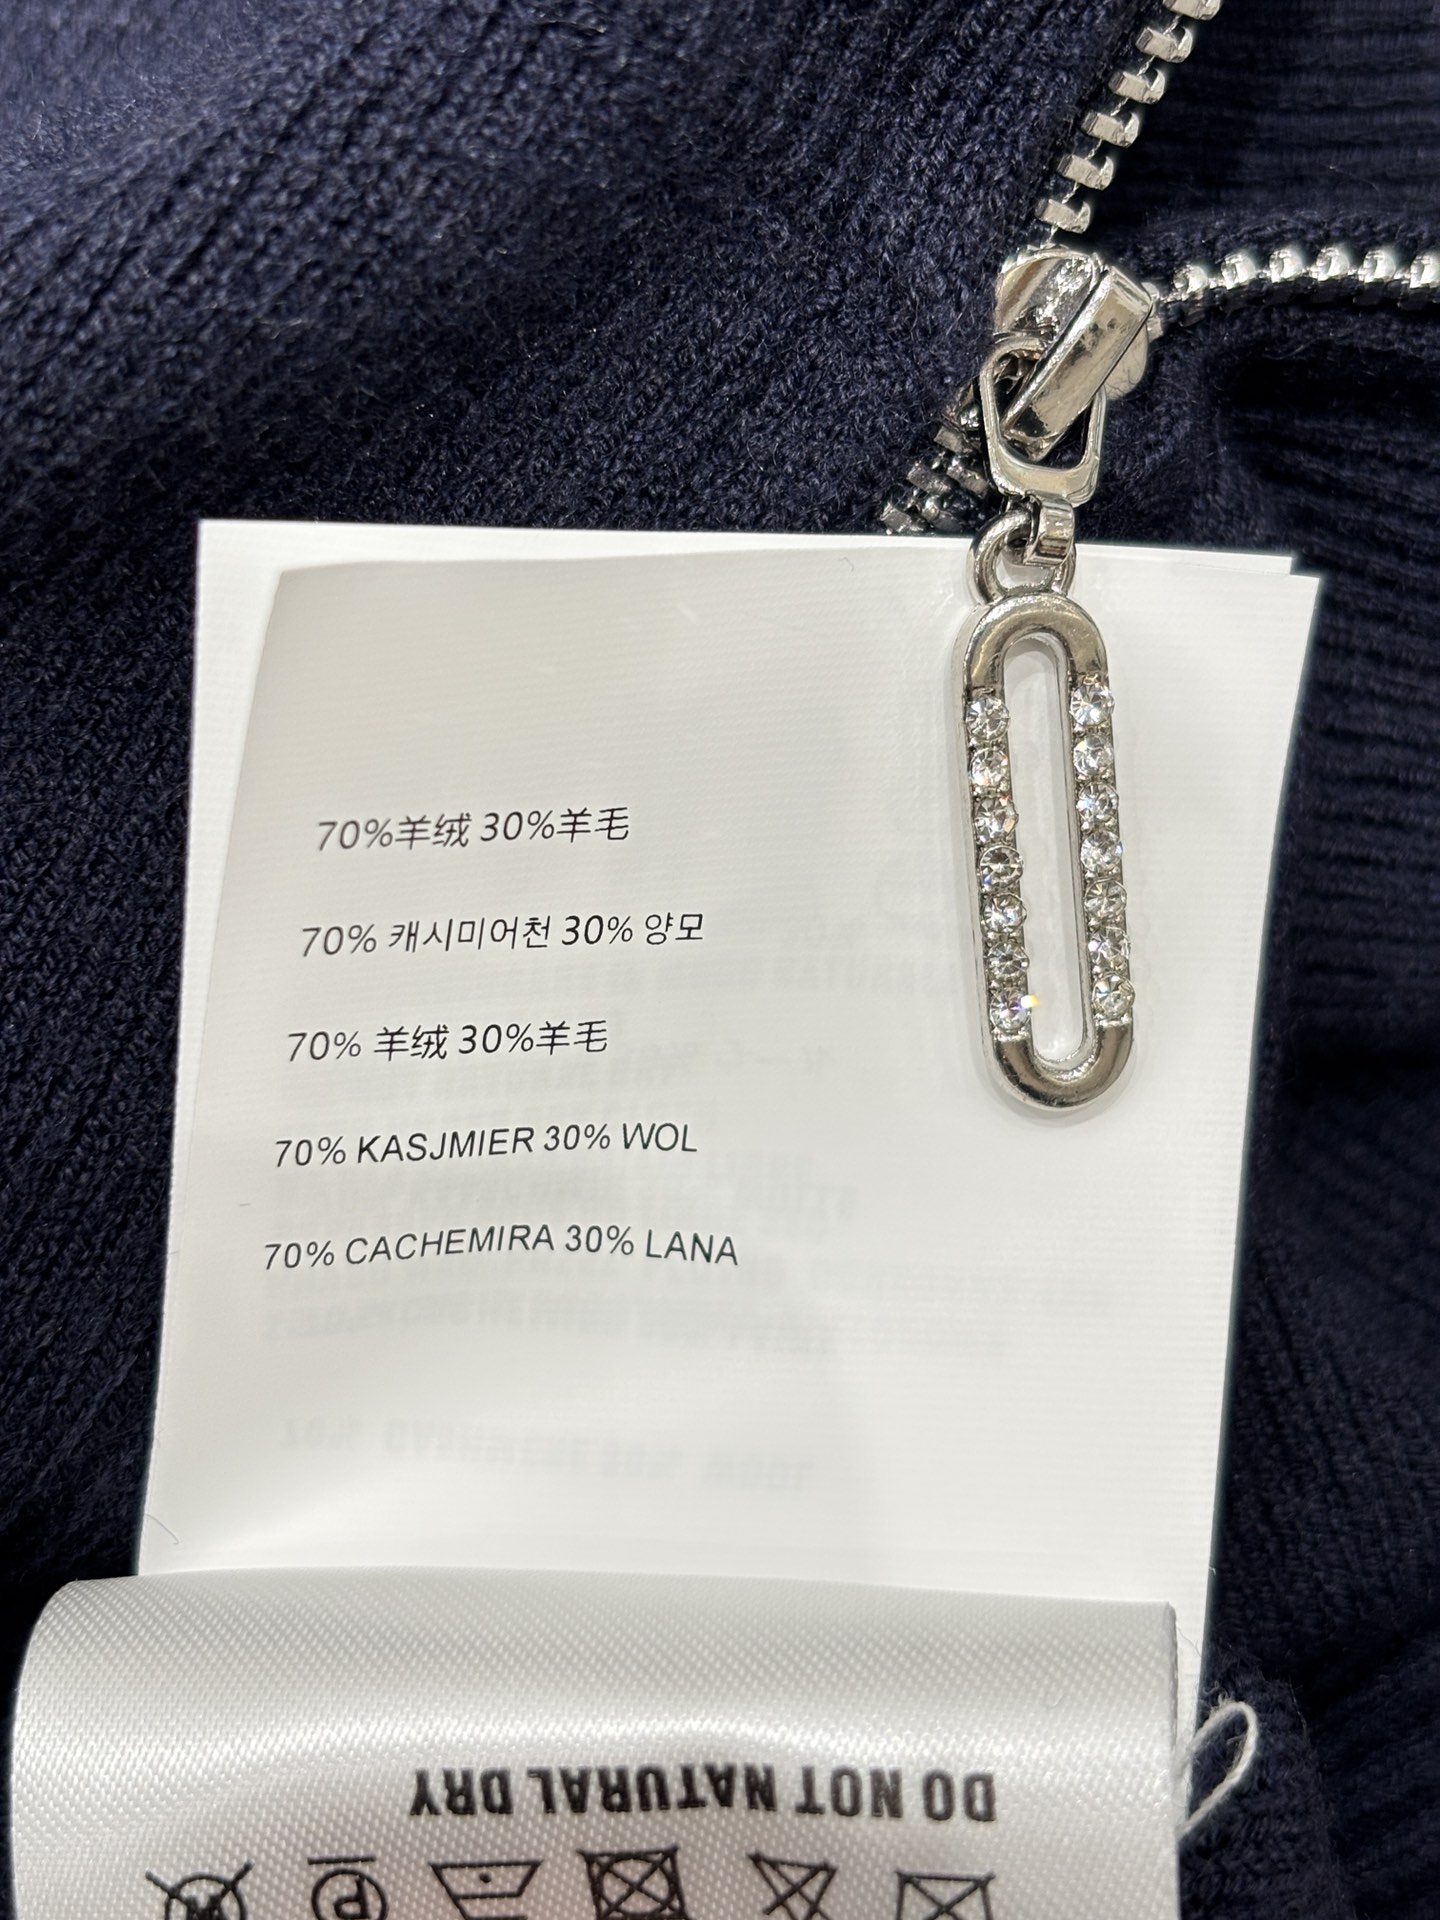 70%羊绒 30%羊毛
70% 캐시미어천 30% 양모
70% 羊绒 30%羊毛
70% KASJMIER 30% WOL
70% CACHEMIRA 30% LANA
DO NOT NATURAL DRY